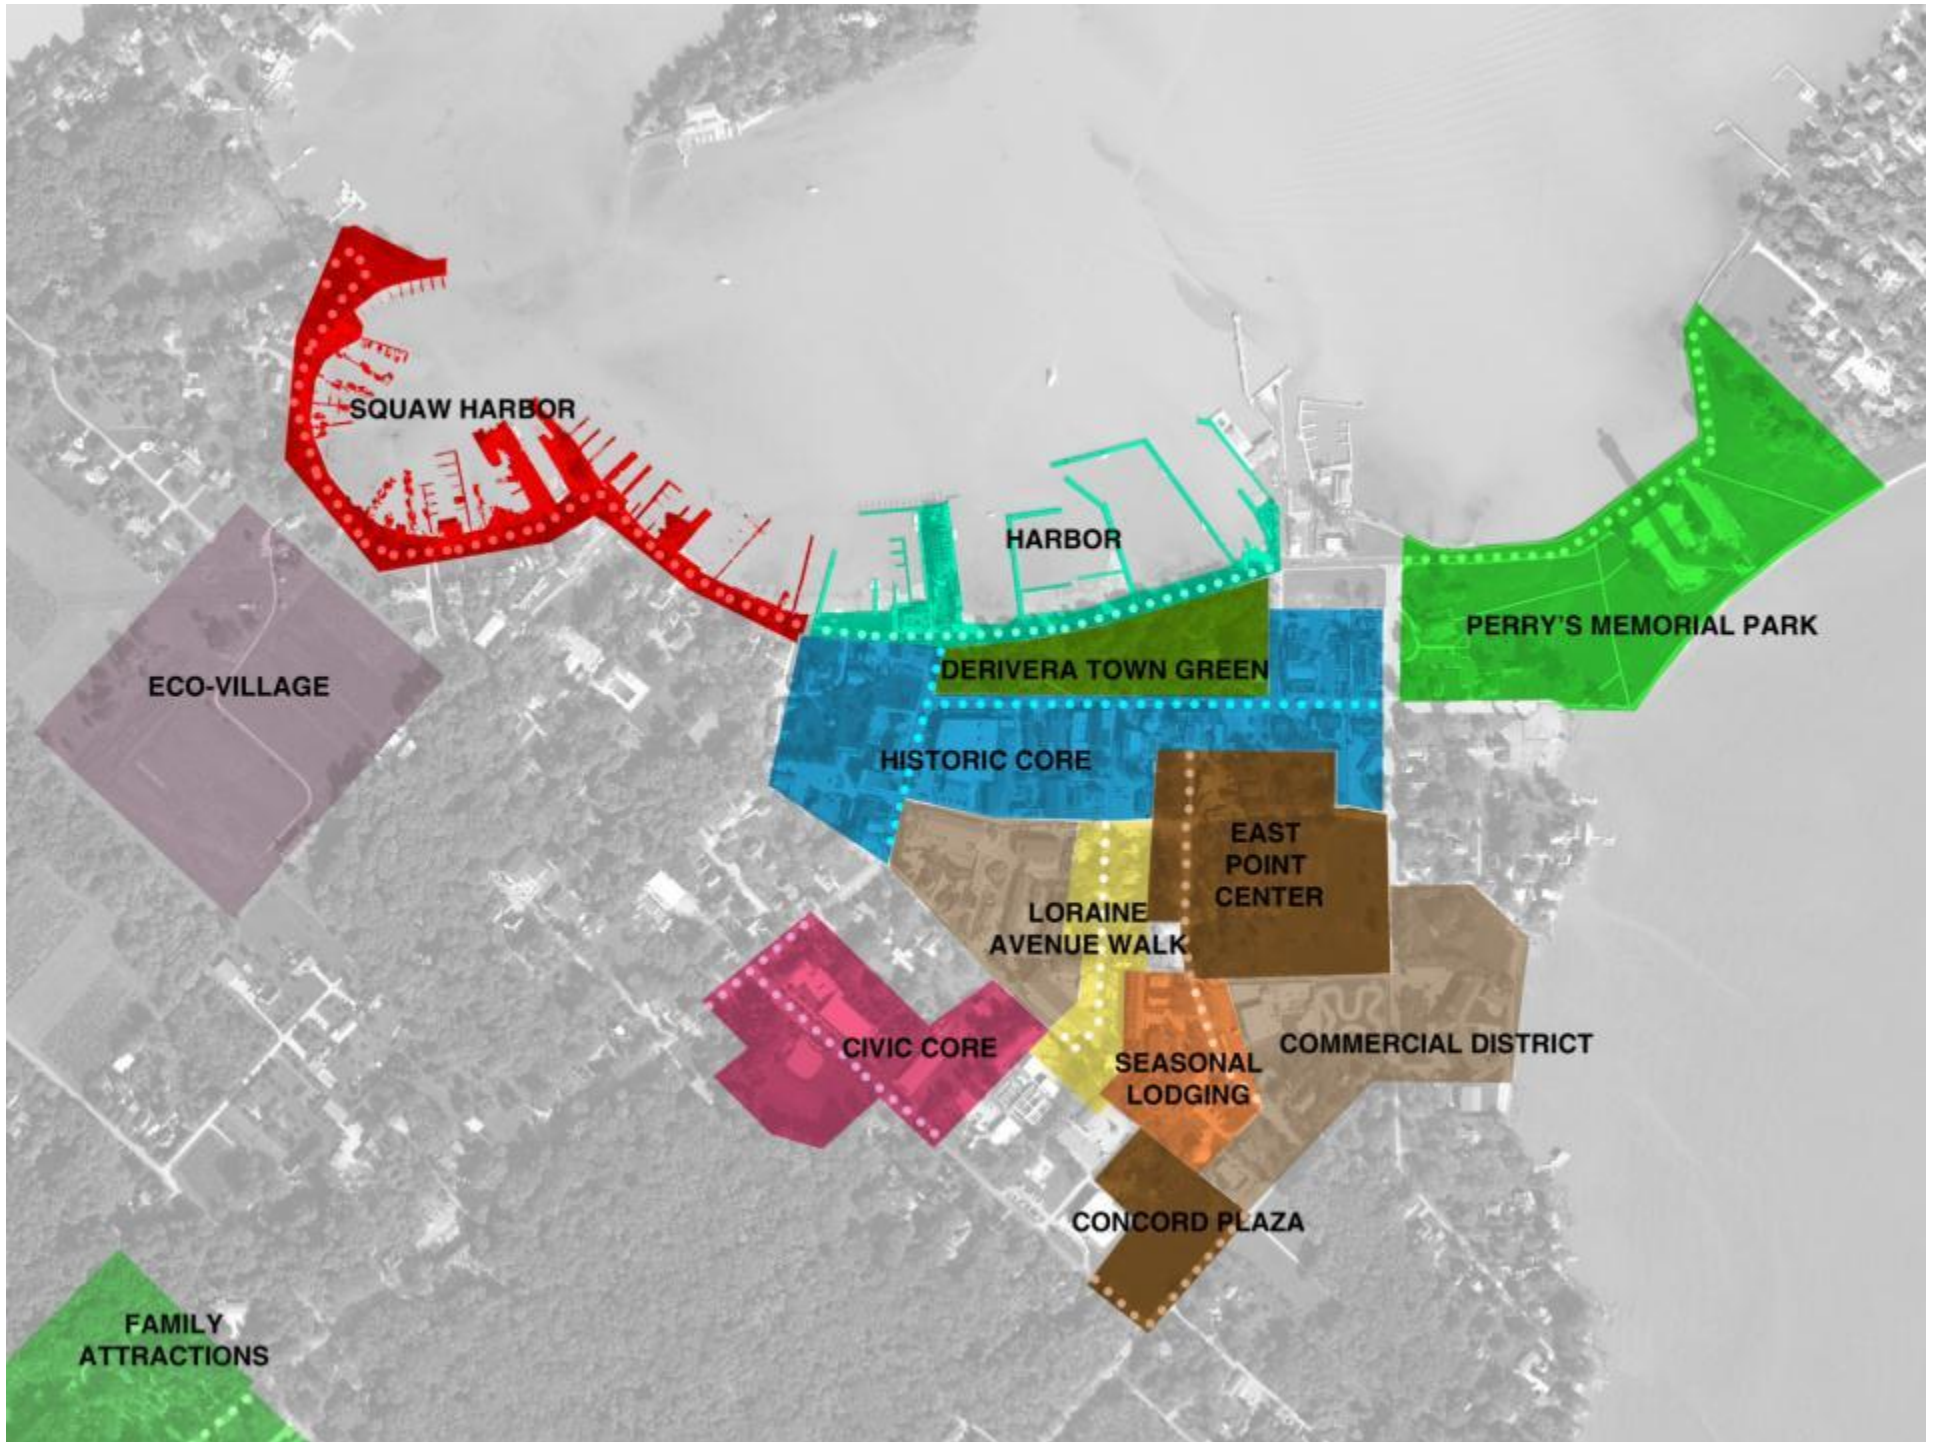 SQUAW HARBOR
HARBOR
PERRY'S MEMORIAL PARK
DERIVERA TOWN GREEN
ECO-VILLAGE
HISTORIC CORE
EAST
POINT
CENTER
LORAINE
AVENUE WALK
CIVIC CORE
COMMERCIAL DISTRICT
SEASONAL
LODGING
CONCORD PLAZA
FAMILY
ATTRACTIONS